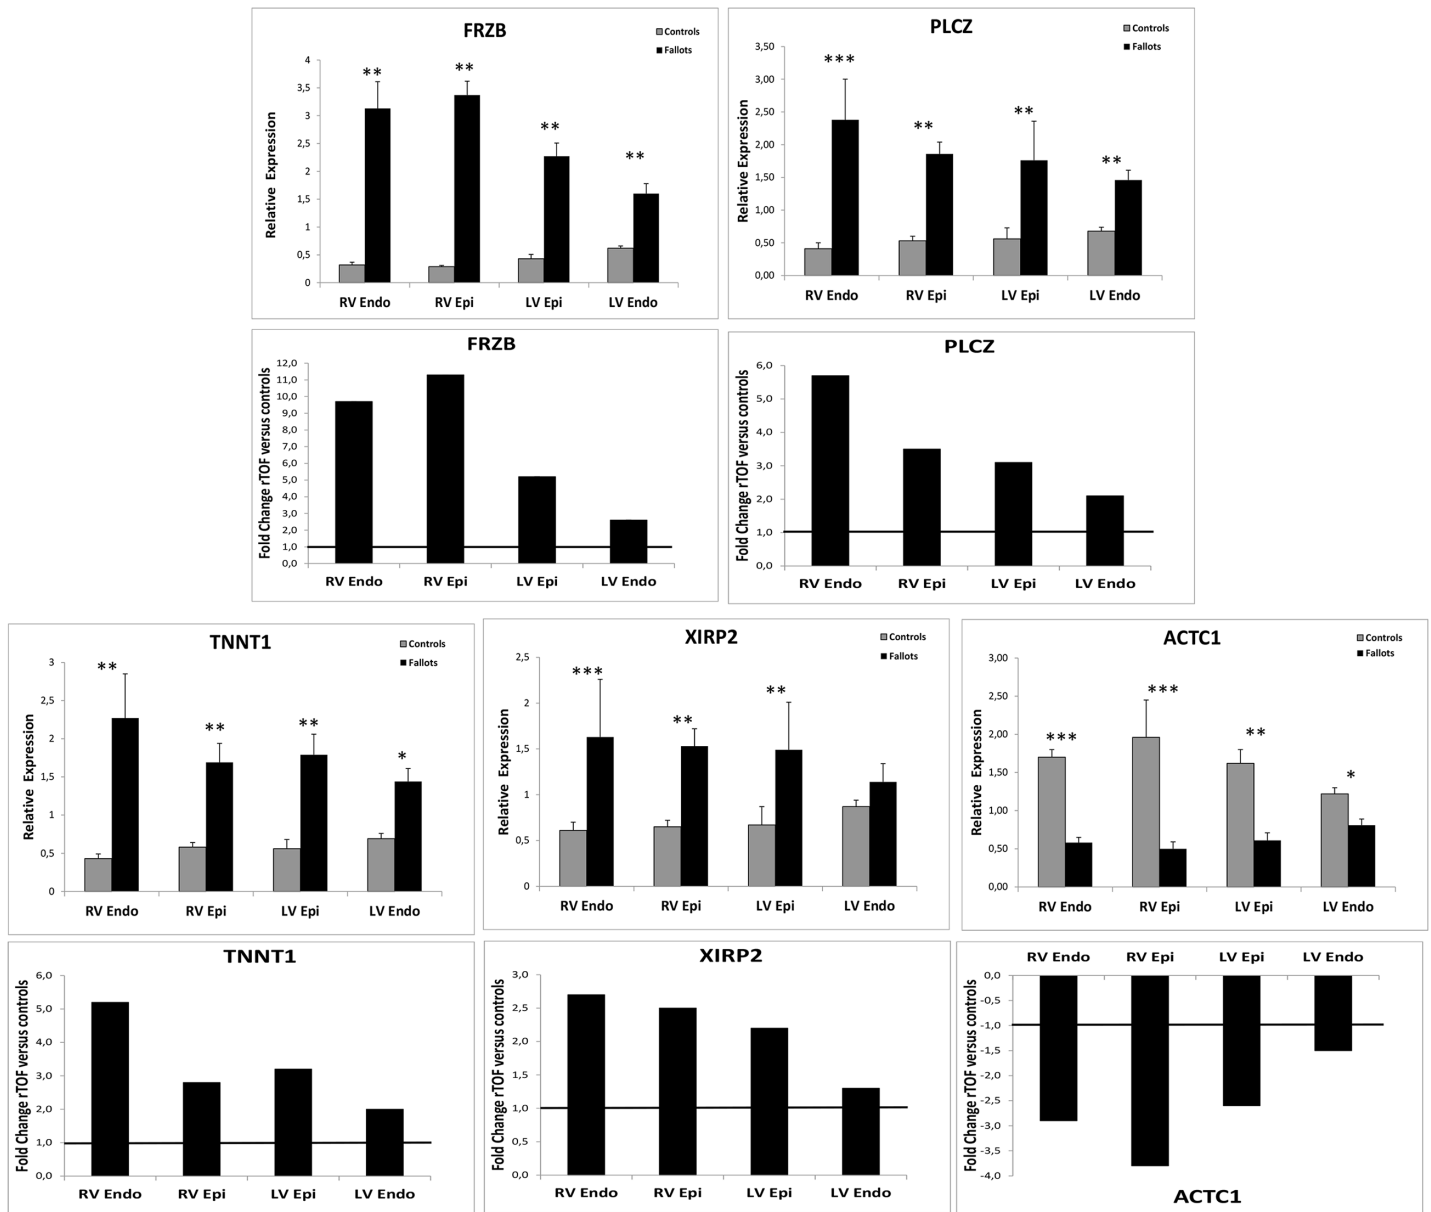 FRZB
Controls
Fallots
Relative Expression
4
3,5
3
2,5
2
1,5
1
0,5
0
**
**
**
**
RV Endo RV Epi LV Epi LV Endo
PLCZ
Controls
Fallots
Relative Expression
3,50
3,00
2,50
2,00
1,50
1,00
0,50
0,00
***
**
**
**
RV Endo RV Epi LV Epi LV Endo
FRZB
Fold Change rTOF versus controls
12,0
11,0
10,0
9,0
8,0
7,0
6,0
5,0
4,0
3,0
2,0
1,0
0,0
RV Endo RV Epi LV Epi LV Endo
PLCZ
Fold Change rTOF versus controls
6,0
5,0
4,0
3,0
2,0
1,0
0,0
RV Endo RV Epi LV Epi LV Endo
TNNT1
Controls
Fallots
Relative Expression
3
2,5
2
1,5
1
0,5
0
**
**
**
*
RV Endo RV Epi LV Epi LV Endo
XIRP2
Controls
Fallots
Relative Expression
2,5
2
1,5
1
0,5
0
***
**
**
RV Endo RV Epi LV Epi LV Endo
ACTC1
Controls
Fallots
Relative Expression
3,00
2,50
2,00
1,50
1,00
0,50
0,00
***
***
**
*
RV Endo RV Epi LV Epi LV Endo
TNNT1
Fold Change rTOF versus controls
6,0
5,0
4,0
3,0
2,0
1,0
0,0
RV Endo RV Epi LV Epi LV Endo
XIRP2
Fold Change rTOF versus controls
3,0
2,5
2,0
1,5
1,0
0,5
0,0
RV Endo RV Epi LV Epi LV Endo
RV Endo RV Epi LV Epi LV Endo
Fold Change rTOF versus controls
0,0
-0,5
-1,0
-1,5
-2,0
-2,5
-3,0
-3,5
-4,0
ACTC1